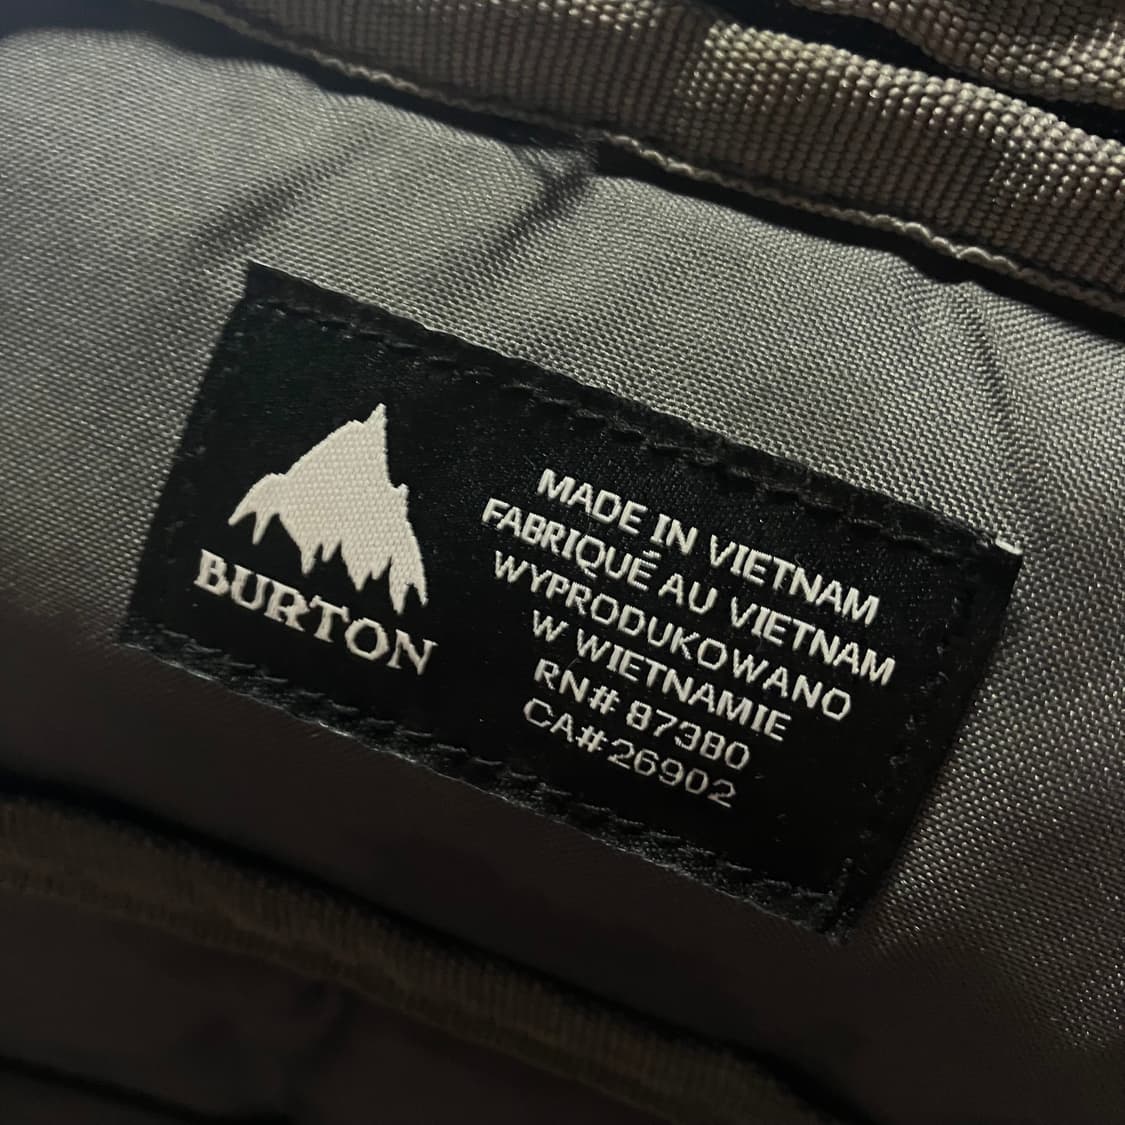 BURTON
MADE IN VIETNAM
FABRIQUÉ AU VIETNAM
WYPRODUKOWANO
W WIETNAMIE
RN# 87380
CA# 26902